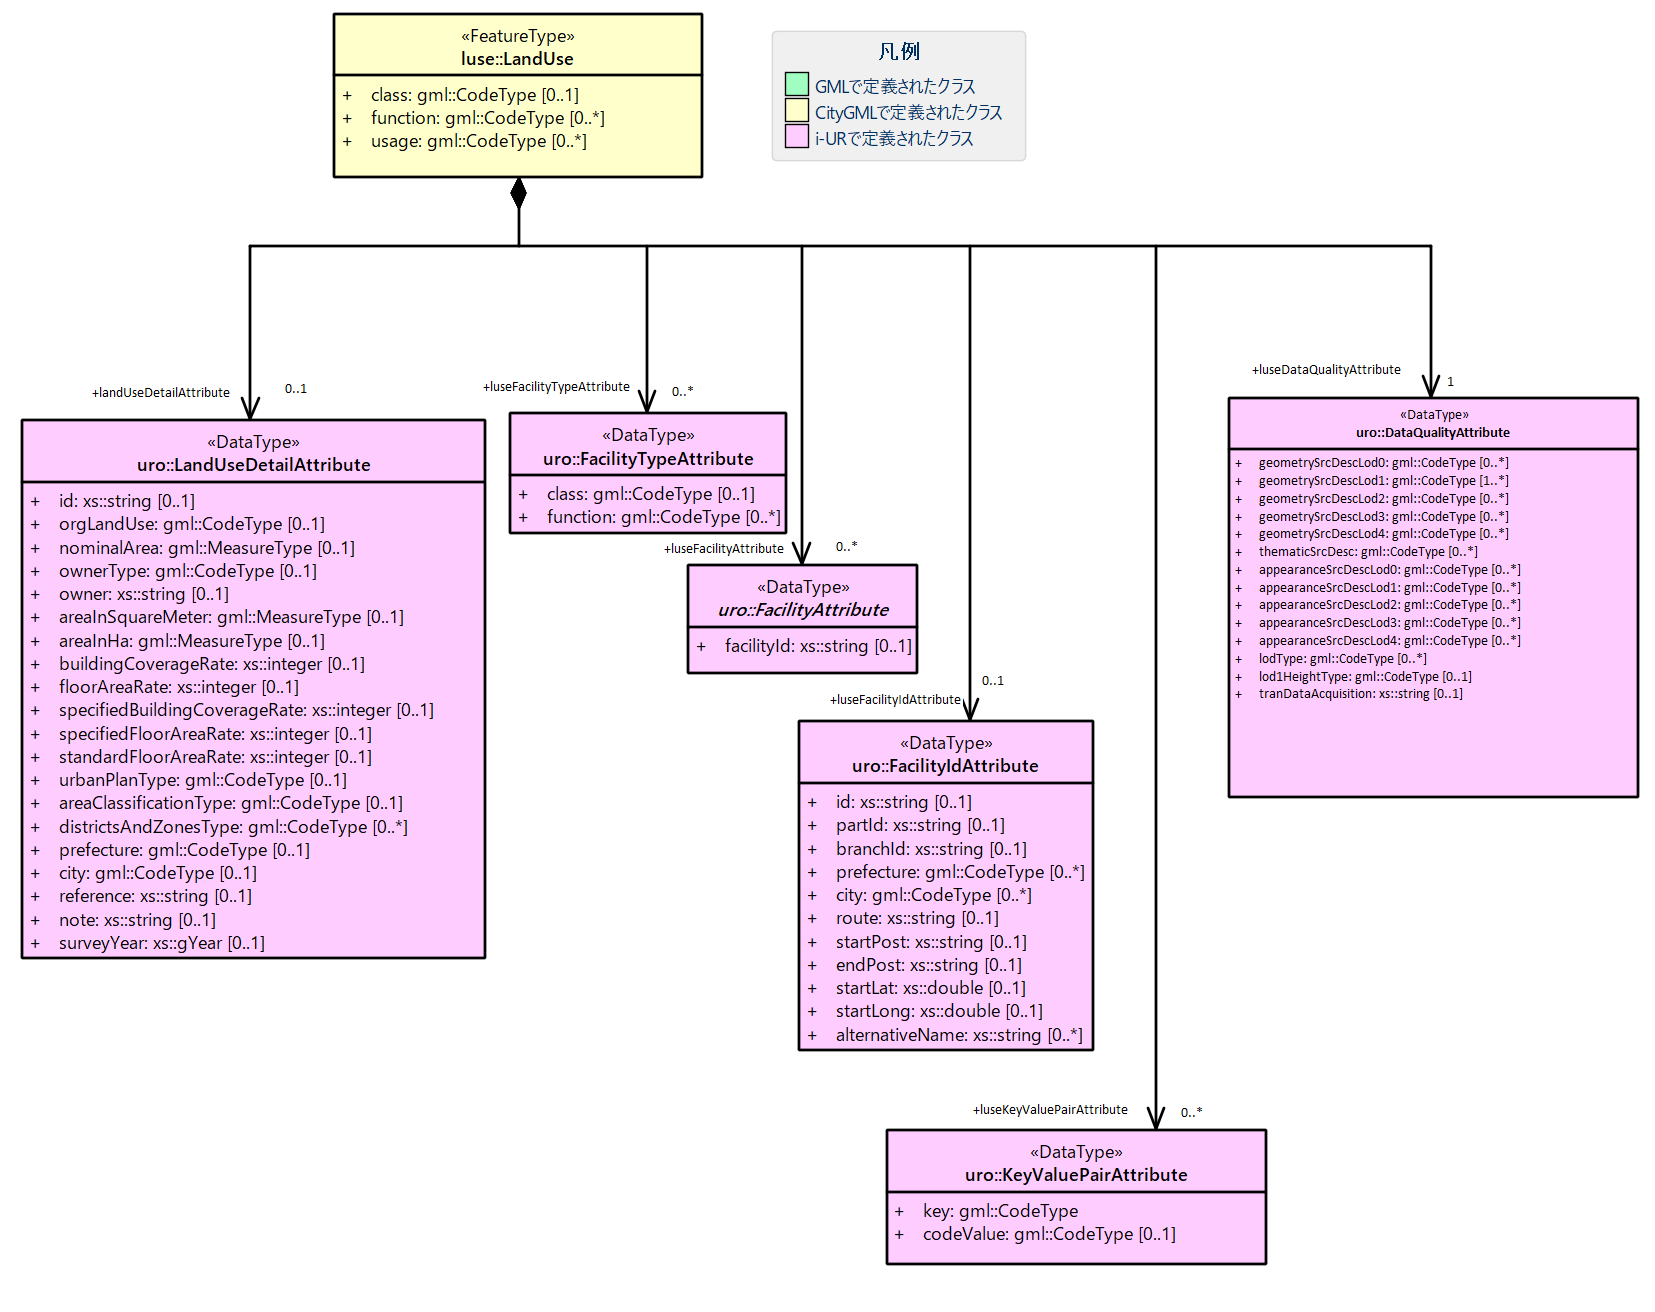 «FeatureType»
luse::LandUse
+ class: gml::CodeType [0..1]
+ function: gml::CodeType [0..*]
+ usage: gml::CodeType [0..*]
凡例
GMLで定義されたクラス
CityGMLで定義されたクラス
i-URで定義されたクラス
+landUseDetailAttribute
0..1
«DataType»
uro::LandUseDetailAttribute
+ id: xs::string [0..1]
+ orgLandUse: gml::CodeType [0..1]
+ nominalArea: gml::MeasureType [0..1]
+ ownerType: gml::CodeType [0..1]
+ owner: xs::string [0..1]
+ areaInSquareMeter: gml::MeasureType [0..1]
+ areaInHa: gml::MeasureType [0..1]
+ buildingCoverageRate: xs::integer [0..1]
+ floorAreaRate: xs::integer [0..1]
+ specifiedBuildingCoverageRate: xs::integer [0..1]
+ specifiedFloorAreaRate: xs::integer [0..1]
+ standardFloorAreaRate: xs::integer [0..1]
+ urbanPlanType: gml::CodeType [0..1]
+ areaClassificationType: gml::CodeType [0..1]
+ districtsAndZonesType: gml::CodeType [0..*]
+ prefecture: gml::CodeType [0..1]
+ city: gml::CodeType [0..1]
+ reference: xs::string [0..1]
+ note: xs::string [0..1]
+ surveyYear: xs::gYear [0..1]
+luseFacilityTypeAttribute
0..*
«DataType»
uro::FacilityTypeAttribute
+ class: gml::CodeType [0..1]
+ function: gml::CodeType [0..*]
+luseFacilityAttribute
0..*
«DataType»
uro::FacilityAttribute
+ facilityId: xs::string [0..1]
+luseFacilityIdAttribute
0..1
«DataType»
uro::FacilityIdAttribute
+ id: xs::string [0..1]
+ partId: xs::string [0..1]
+ branchId: xs::string [0..1]
+ prefecture: gml::CodeType [0..*]
+ city: gml::CodeType [0..*]
+ route: xs::string [0..1]
+ startPost: xs::string [0..1]
+ endPost: xs::string [0..1]
+ startLat: xs::double [0..1]
+ startLong: xs::double [0..1]
+ alternativeName: xs::string [0..*]
+luseKeyValuePairAttribute
0..*
«DataType»
uro::KeyValuePairAttribute
+ key: gml::CodeType
+ codeValue: gml::CodeType [0..1]
+luseDataQualityAttribute
1
«DataType»
uro::DataQualityAttribute
+ geometrySrcDescLod0: gml::CodeType [0..*]
+ geometrySrcDescLod1: gml::CodeType [1..*]
+ geometrySrcDescLod2: gml::CodeType [0..*]
+ geometrySrcDescLod3: gml::CodeType [0..*]
+ geometrySrcDescLod4: gml::CodeType [0..*]
+ thematicSrcDesc: gml::CodeType [0..*]
+ appearanceSrcDescLod0: gml::CodeType [0..*]
+ appearanceSrcDescLod1: gml::CodeType [0..*]
+ appearanceSrcDescLod2: gml::CodeType [0..*]
+ appearanceSrcDescLod3: gml::CodeType [0..*]
+ appearanceSrcDescLod4: gml::CodeType [0..*]
+ lodType: gml::CodeType [0..*]
+ lod1HeightType: gml::CodeType [0..1]
+ tranDataAcquisition: xs::string [0..1]